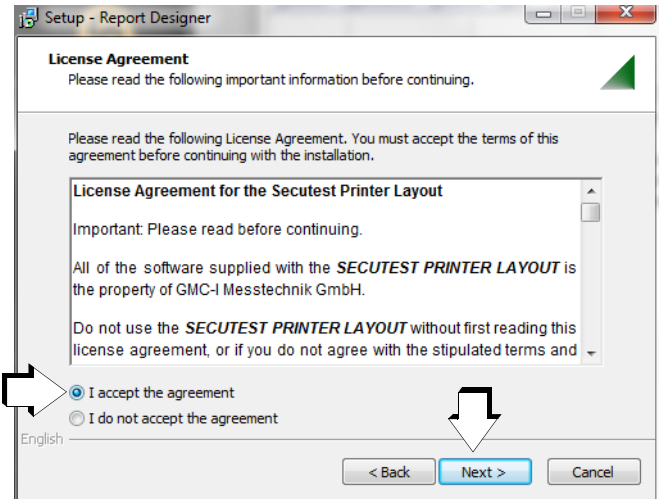 Setup - Report Designer
License Agreement
Please read the following important information before continuing.
Please read the following License Agreement. You must accept the terms of this
agreement before continuing with the installation.
License Agreement for the Secutest Printer Layout
Important: Please read before continuing.
All of the software supplied with the SECUTEST PRINTER LAYOUT is
the property of GMC-I Messtechnik GmbH.
Do not use the SECUTEST PRINTER LAYOUT without first reading this
license agreement, or if you do not agree with the stipulated terms and
I accept the agreement
I do not accept the agreement
English
< Back Next > Cancel